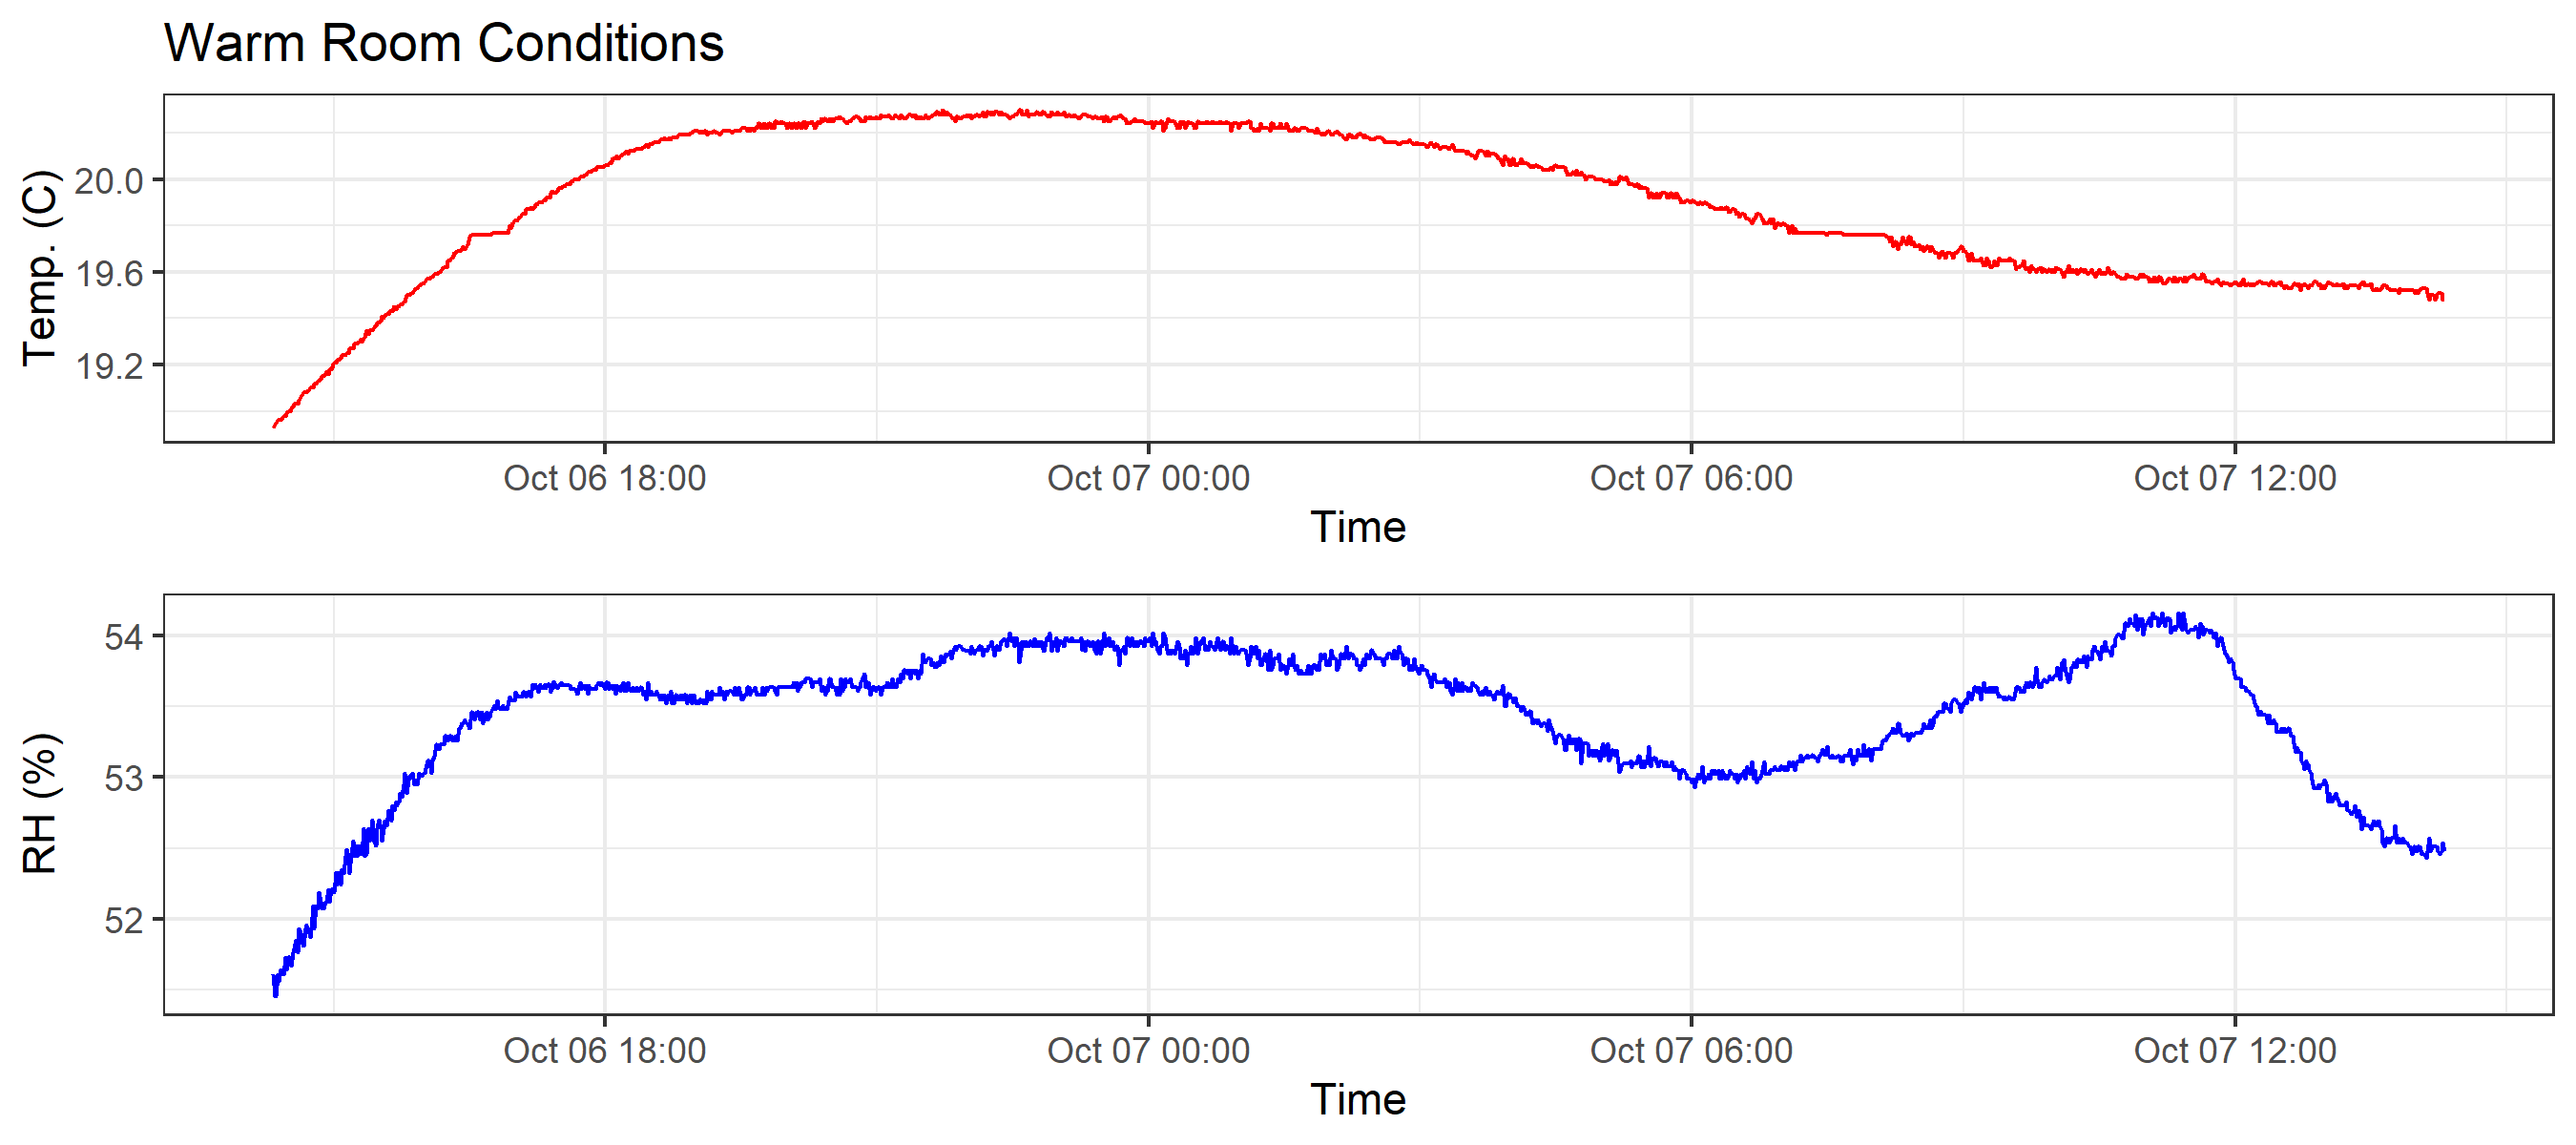 Warm Room Conditions
Temp. (C)
20.0
19.6
19.2
Oct 06 18:00 Oct 07 00:00 Oct 07 06:00 Oct 07 12:00
Time
RH (%)
54
53
52
Oct 06 18:00 Oct 07 00:00 Oct 07 06:00 Oct 07 12:00
Time